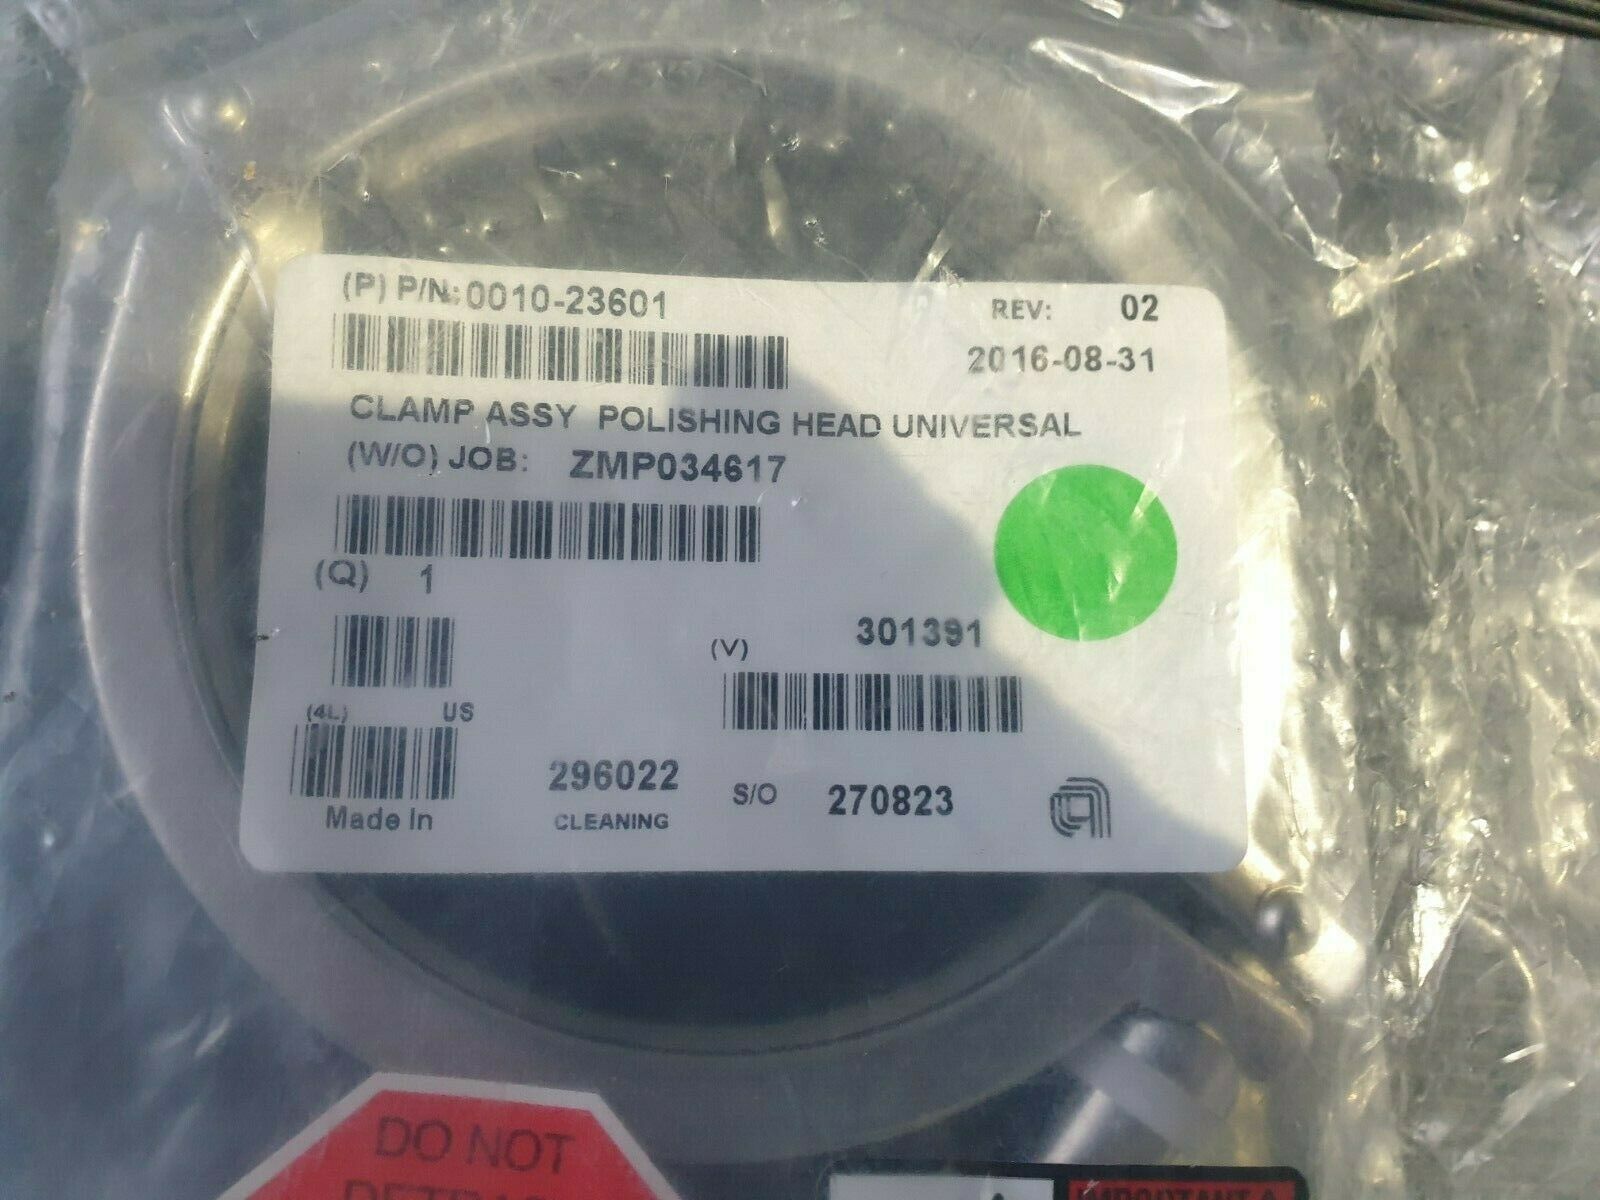 (P) P/N: 0010-23601
REV: 02
2016-08-31
CLAMP ASSY POLISHING HEAD UNIVERSAL
(W/O) JOB: ZMP034617
(Q) 1
(V) 301391
(4L) US
Made In
296022
CLEANING
S/O 270823
DO NOT